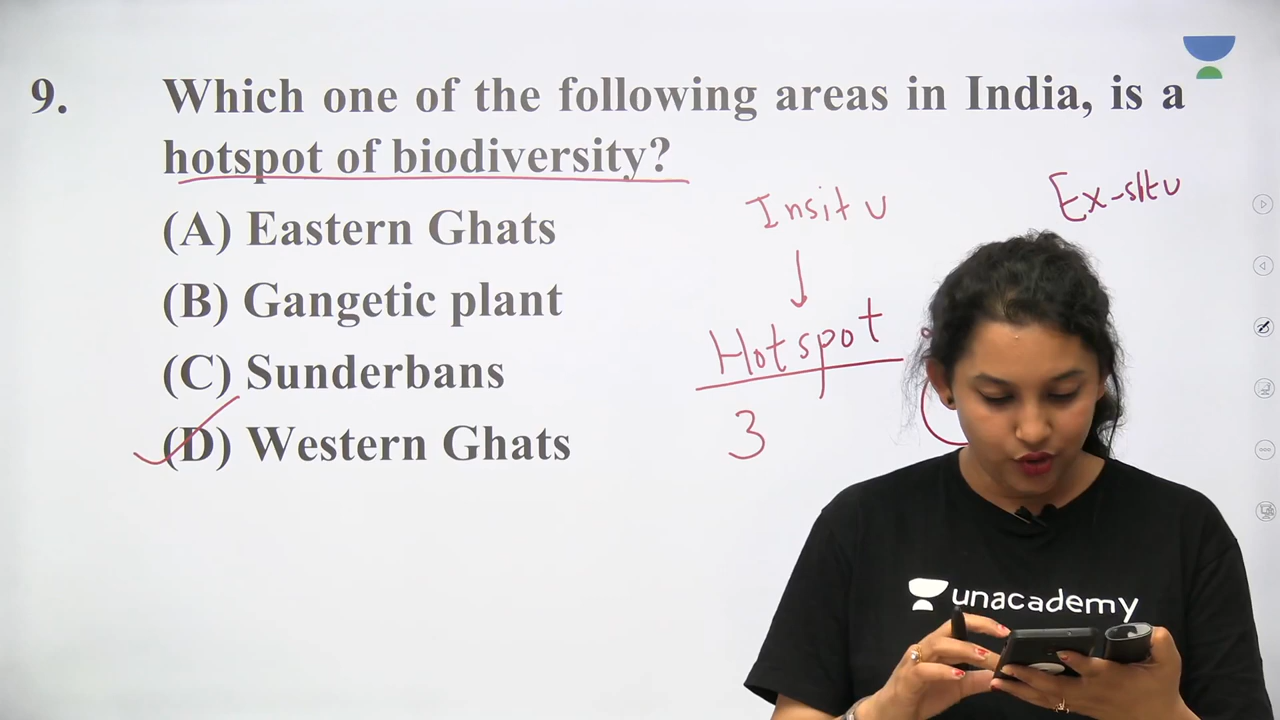 9. Which one of the following areas in India, is a
hotspot of biodiversity?
(A) Eastern Ghats
(B) Gangetic plant
(C) Sunderbans
(D) Western Ghats
Insitu
Ex-situ
Hotspot
3
unacademy